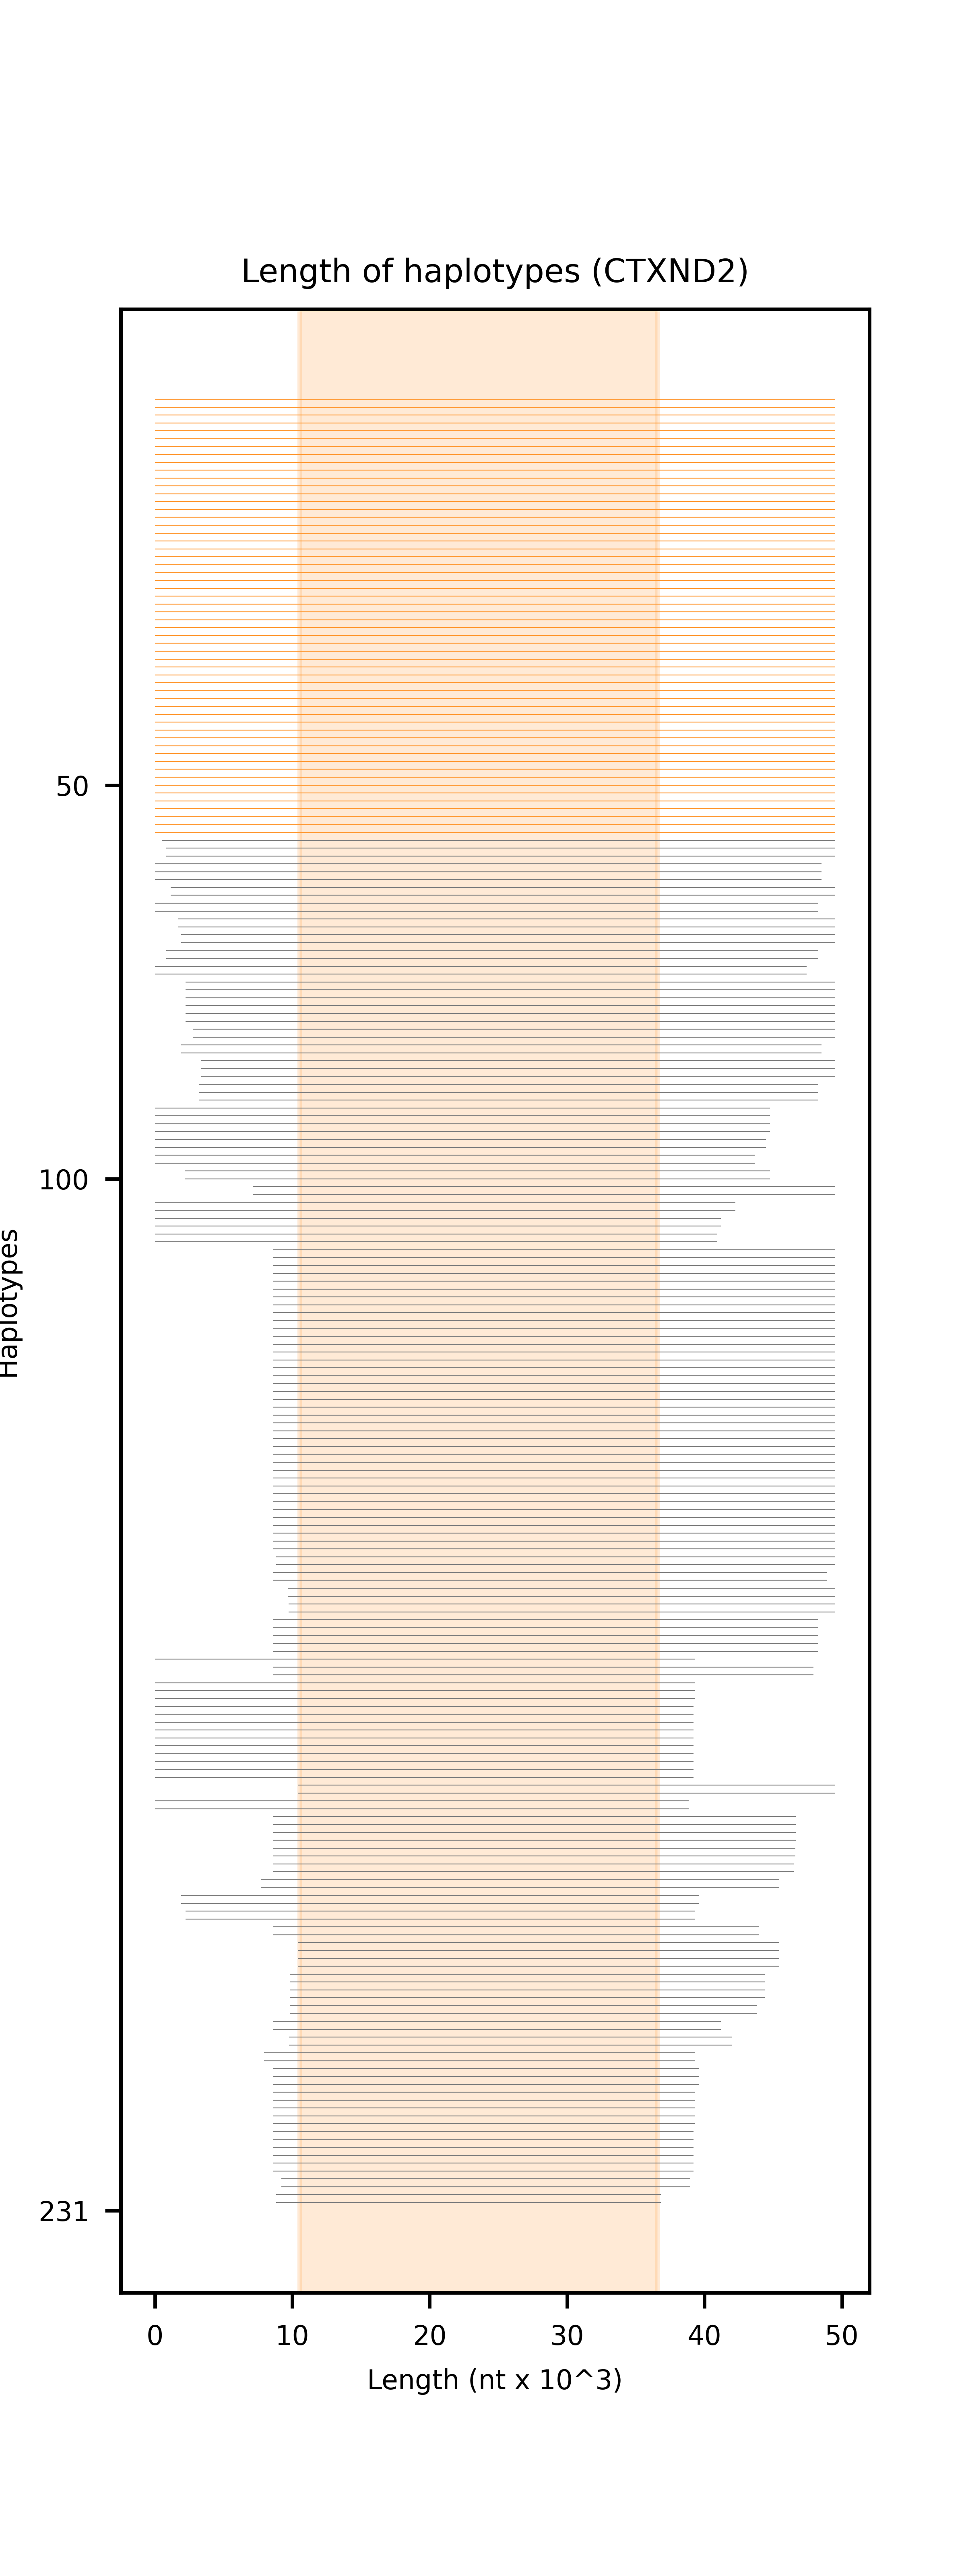 Length of haplotypes (CTXND2)
50
100
Haplotypes
231
0 10 20 30 40 50
Length (nt x 10^3)